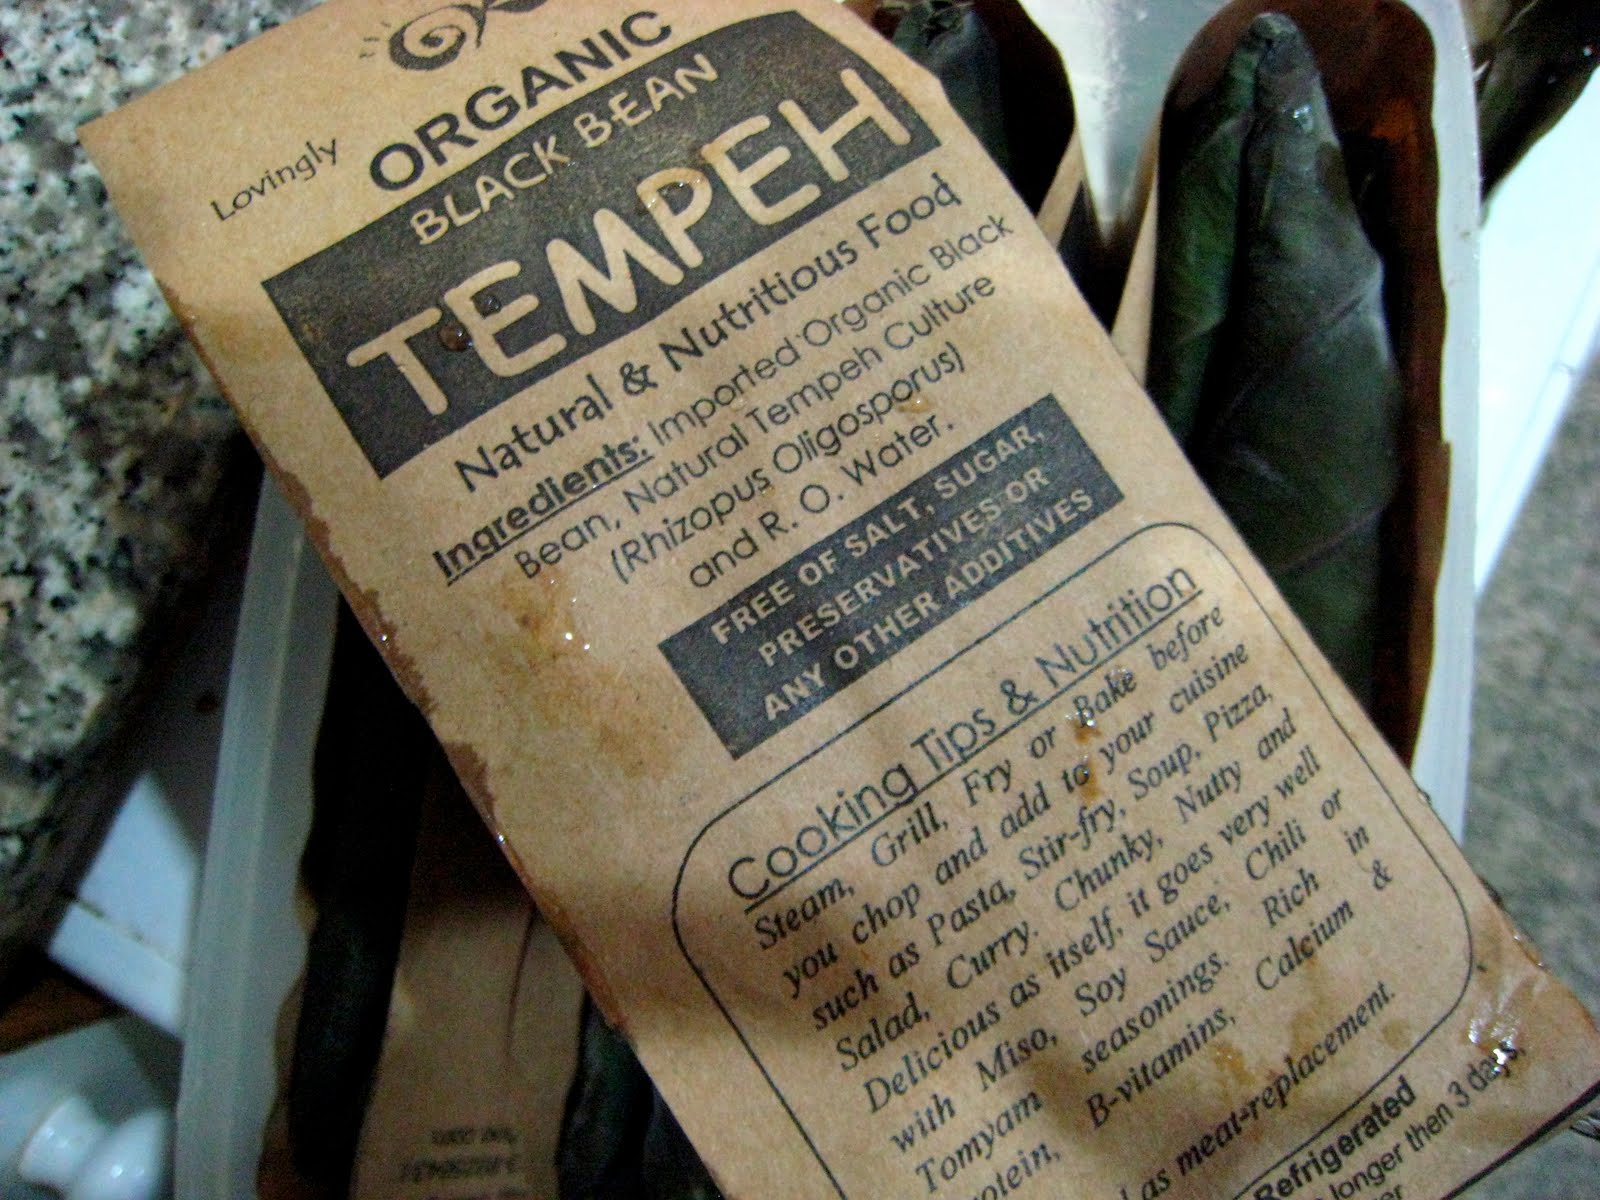 Lovingly
ORGANIC
BLACK BEAN
TEMPEH
Natural & Nutritious Food
Ingredients: Imported Organic Black
Bean, Natural Tempeh Culture
(Rhizopus Oligosporus)
and R. O. Water.
FREE OF SALT, SUGAR,
PRESERVATIVES OR
ANY OTHER ADDITIVES
Cooking Tips & Nutrition
Steam, Grill, Fry or Bake before
you chop and add to your cuisine
such as Pasta, Stir-fry, Soup, Pizza,
Salad, Curry. Chunky, Nutty and
Delicious as itself, it goes very well
with Miso, Soy Sauce, Chili or
Tomyam seasonings. Rich in
B-vitamins, Calcium &
as meat-replacement.
Refrigerated
longer then 3 days,